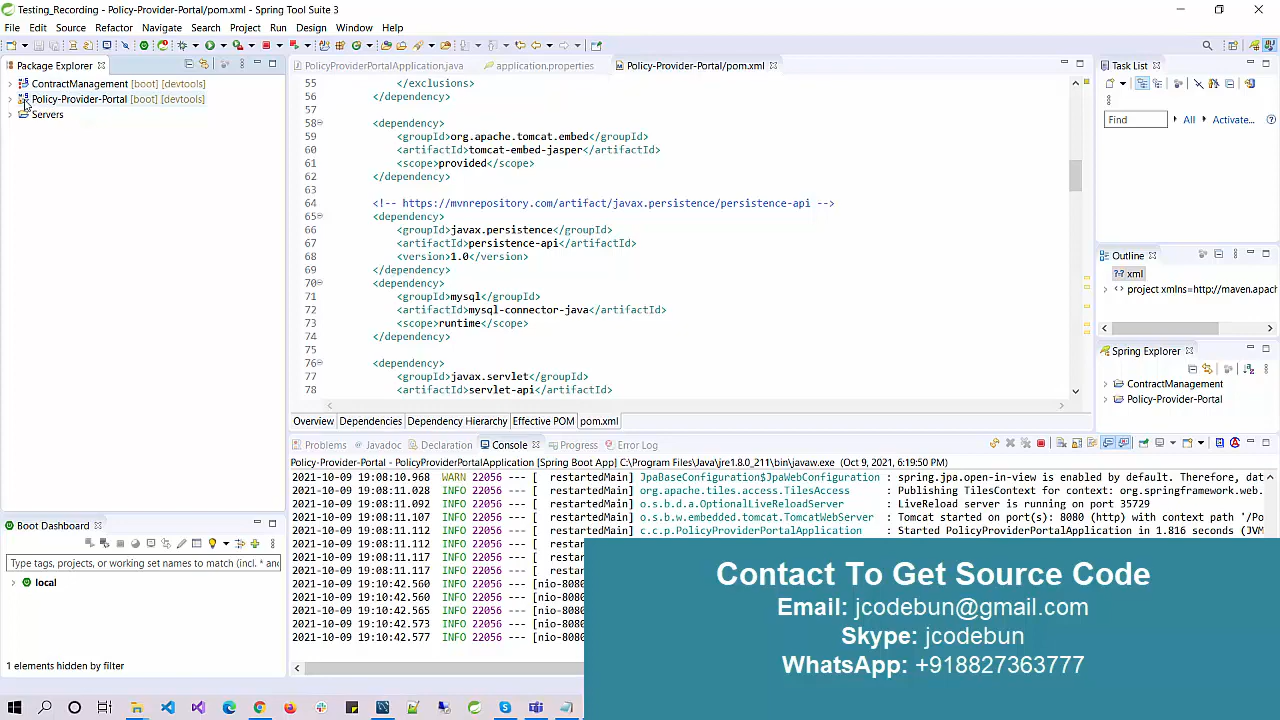 Testing_Recording - Policy-Provider-Portal/pom.xml - Spring Tool Suite 3
File Edit Source Refactor Navigate Search Project Run Design Window Help
Package Explorer
ContractManagement [boot] [devtools]
Policy-Provider-Portal [boot] [devtools]
Servers
PolicyProviderPortalApplication.java application.properties Policy-Provider-Portal/pom.xml
55 </exclusions>
56 </dependency>
57
58 <dependency>
59 <groupId>org.apache.tomcat.embed</groupId>
60 <artifactId>tomcat-embed-jasper</artifactId>
61 <scope>provided</scope>
62 </dependency>
63
64 <!-- https://mvnrepository.com/artifact/javax.persistence/persistence-api -->
65 <dependency>
66 <groupId>javax.persistence</groupId>
67 <artifactId>persistence-api</artifactId>
68 <version>1.0</version>
69 </dependency>
70 <dependency>
71 <groupId>mysql</groupId>
72 <artifactId>mysql-connector-java</artifactId>
73 <scope>runtime</scope>
74 </dependency>
75
76 <dependency>
77 <groupId>javax.servlet</groupId>
78 <artifactId>servlet-api</artifactId>
Overview Dependencies Dependency Hierarchy Effective POM pom.xml
Task List
Find All Activate...
Outline
?? xml
project xmlns=http://maven.apach
Spring Explorer
ContractManagement
Policy-Provider-Portal
Problems Javadoc Declaration Console Progress Error Log
Policy-Provider-Portal - PolicyProviderPortalApplication [Spring Boot App] C:\Program Files\Java\jre1.8.0_211\bin\javaw.exe (Oct 9, 2021, 6:19:50 PM)
2021-10-09 19:08:10.968 WARN 22056 --- [ restartedMain] JpaBaseConfiguration$JpaWebConfiguration : spring.jpa.open-in-view is enabled by default. Therefore, dat
2021-10-09 19:08:11.028 INFO 22056 --- [ restartedMain] org.apache.tiles.access.TilesAccess : Publishing TilesContext for context: org.springframework.web.
2021-10-09 19:08:11.092 INFO 22056 --- [ restartedMain] o.s.b.d.a.OptionalLiveReloadServer : LiveReload server is running on port 35729
2021-10-09 19:08:11.108 INFO 22056 --- [ restartedMain] o.s.b.w.embedded.tomcat.TomcatWebServer : Tomcat started on port(s): 8080 (http) with context path '/Po
2021-10-09 19:08:11.112 INFO 22056 --- [ restartedMain] c.c.p.PolicyProviderPortalApplication : Started PolicyProviderPortalApplication in 1.816 seconds (JVM
2021-10-09 19:08:11.112 INFO 22056 --- [ re
2021-10-09 19:08:11.117 INFO 22056 --- [ re
2021-10-09 19:08:11.117 INFO 22056 --- [ re
2021-10-09 19:10:42.560 INFO 22056 --- [nio-8080
2021-10-09 19:10:42.560 INFO 22056 --- [nio-8080
2021-10-09 19:10:42.565 INFO 22056 --- [nio-8080
2021-10-09 19:10:42.573 INFO 22056 --- [nio-8080
2021-10-09 19:10:42.577 INFO 22056 --- [nio-8080
Boot Dashboard
Type tags, projects, or working set names to match (incl. * and
local
1 elements hidden by filter
Contact To Get Source Code
Email: jcodebun@gmail.com
Skype: jcodebun
WhatsApp: +918827363777